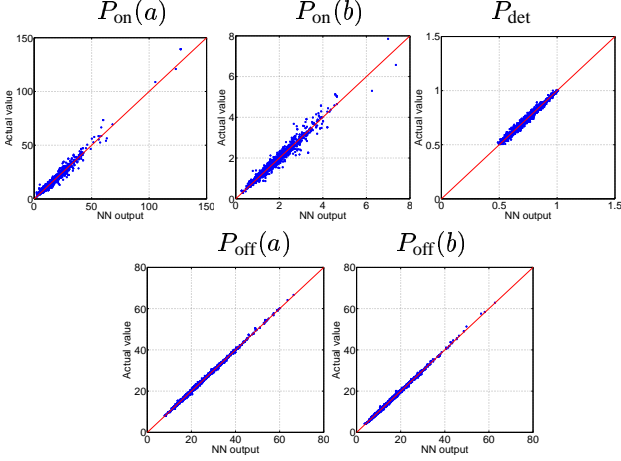 P_on(a) P_on(b) P_det
150 100 50 0
Actual value
0 50 100 150
NN output
8 6 4 2 0
Actual value
0 2 4 6 8
NN output
1.5 1 0.5 0
Actual value
0 0.5 1 1.5
NN output
P_off(a) P_off(b)
80 60 40 20 0
Actual value
0 20 40 60 80
NN output
80 60 40 20 0
Actual value
0 20 40 60 80
NN output